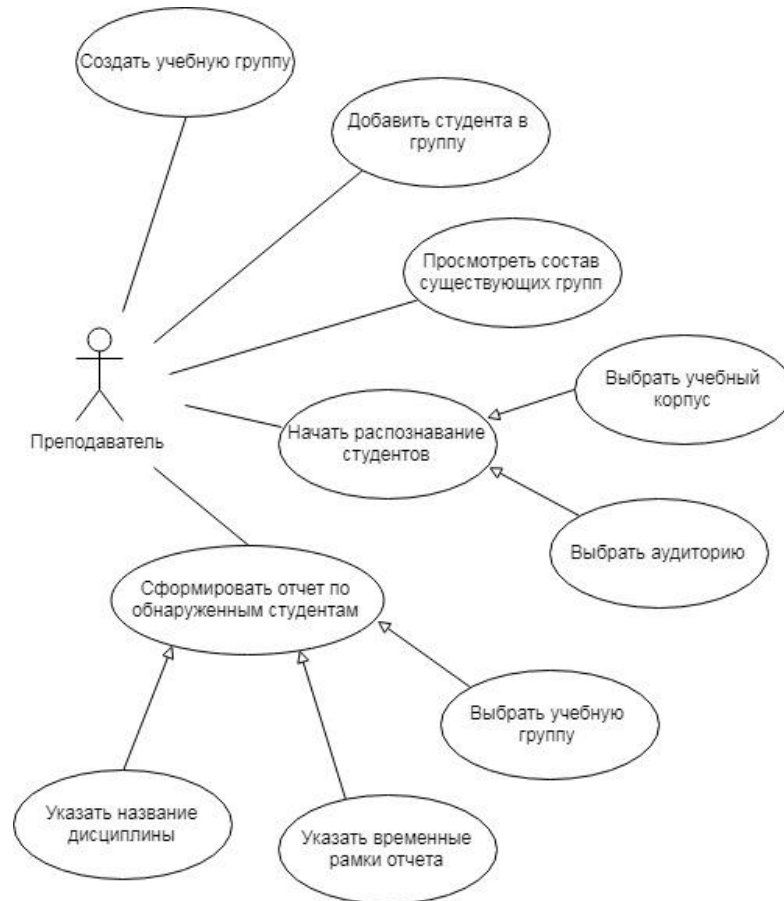 Создать учебную группу
Добавить студента в
группу
Просмотреть состав
существующих групп
Выбрать учебный
корпус
Преподаватель
Начать распознавание
студентов
Выбрать аудиторию
Сформировать отчет по
обнаруженным студентам
Выбрать учебную
группу
Указать название
дисциплины
Указать временные
рамки отчета